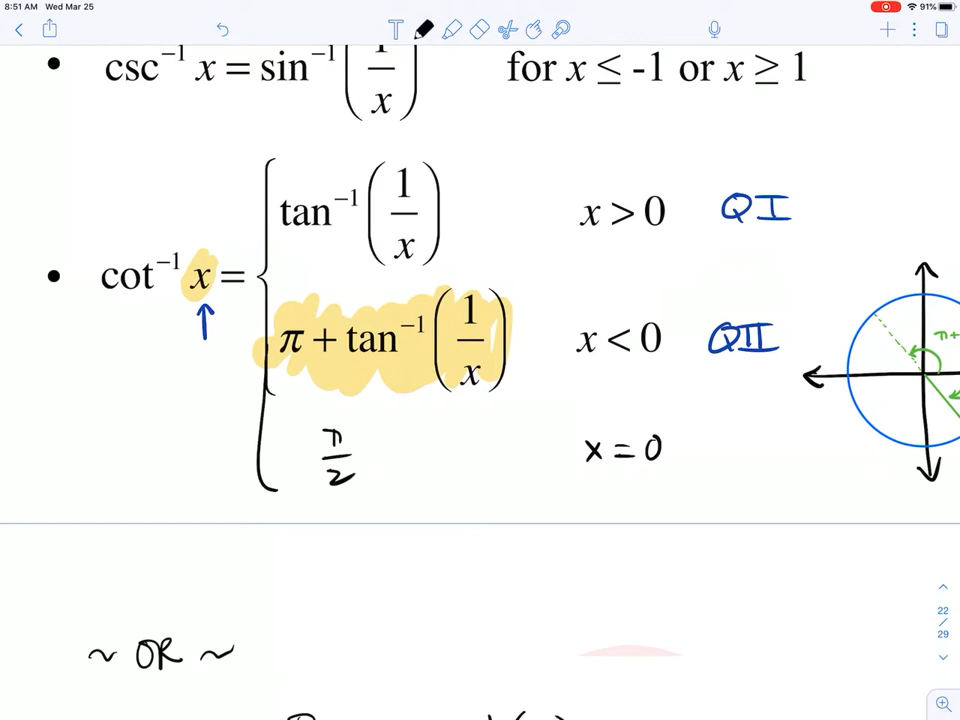 8:51 AM Wed Mar 25
91%
T
• csc⁻¹ x = sin⁻¹ (1/x) for x ≤ -1 or x ≥ 1
tan⁻¹ (1/x) x > 0 QI
• cot⁻¹ x =
π + tan⁻¹ (1/x) x < 0 QII
π+
π/2 x = 0
22
/
29
~ OR ~